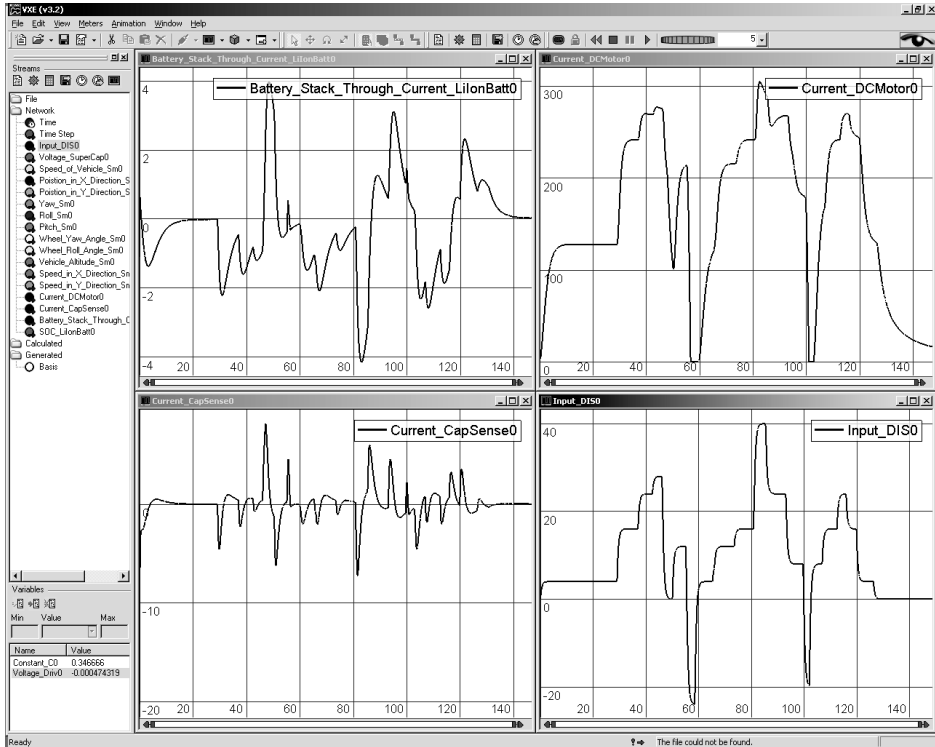 VXE (v3.2)
File Edit View Meters Animation Window Help
5
Streams
File
Network
Time
Time Step
Input_DIS0
Voltage_SuperCap0
Speed_of_Vehicle_Sm0
Poistion_in_X_Direction_S
Poistion_in_Y_Direction_S
Yaw_Sm0
Roll_Sm0
Pitch_Sm0
Wheel_Yaw_Angle_Sm0
Wheel_Roll_Angle_Sm0
Vehicle_Altitude_Sm0
Speed_in_X_Direction_Sm
Speed_in_Y_Direction_Sm
Current_DCMotor0
Current_CapSense0
Battery_Stack_Through_C
SOC_LiIonBatt0
Calculated
Generated
Basis
Variables
Min Value Max
Name Value
Constant_C0 0.346666
Voltage_Driv0 -0.000474319
Battery_Stack_Through_Current_LiIonBatt0
Battery_Stack_Through_Current_LiIonBatt0
4
2
0
-2
-4
20 40 60 80 100 120 140
Current_DCMotor0
Current_DCMotor0
300
200
100
0
20 40 60 80 100 120 140
Current_CapSense0
Current_CapSense0
0
-10
-20
20 40 60 80 100 120 140
Input_DIS0
Input_DIS0
40
20
0
-20
20 40 60 80 100 120 140
Ready
The file could not be found.